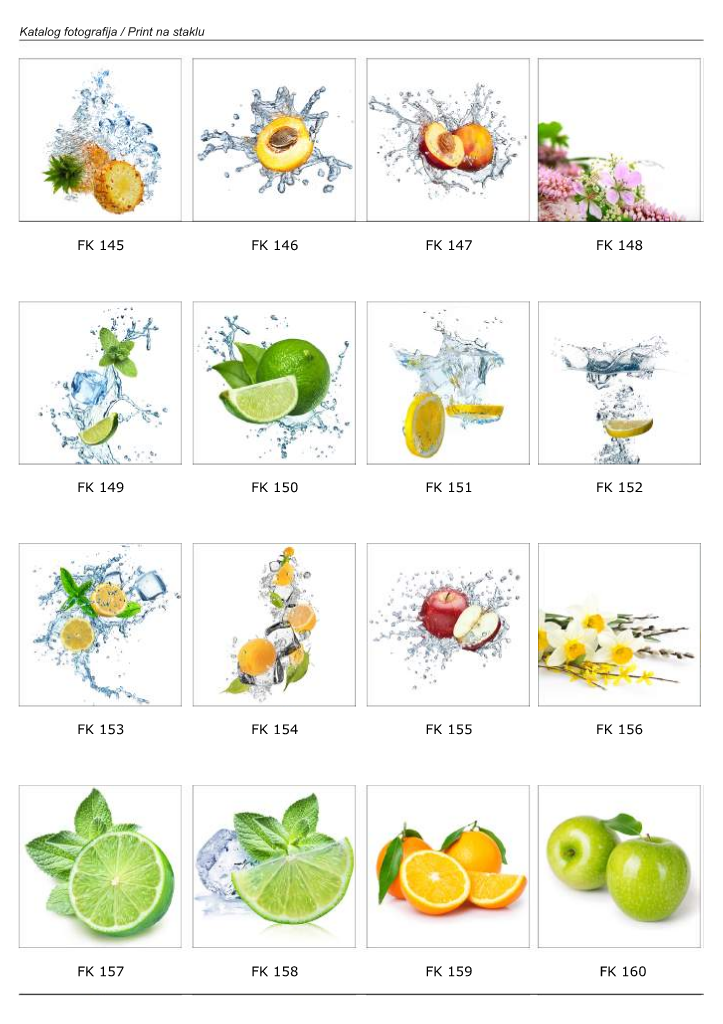 Katalog fotografija / Print na staklu
FK 145
FK 146
FK 147
FK 148
FK 149
FK 150
FK 151
FK 152
FK 153
FK 154
FK 155
FK 156
FK 157
FK 158
FK 159
FK 160